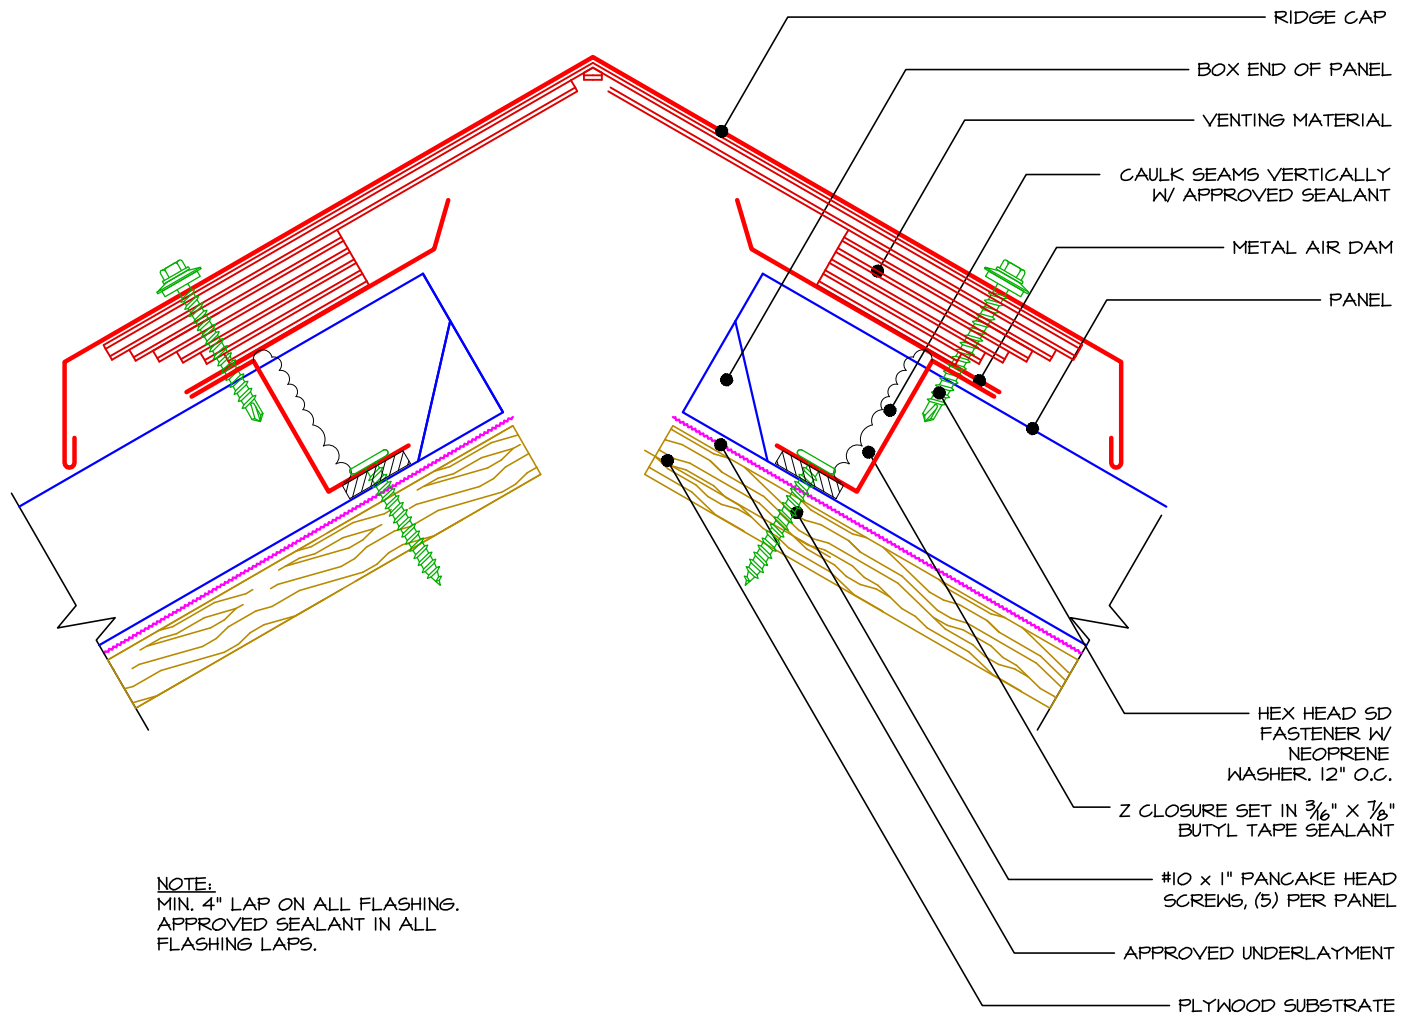 RIDGE CAP
BOX END OF PANEL
VENTING MATERIAL
CAULK SEAMS VERTICALLY
W/ APPROVED SEALANT
METAL AIR DAM
PANEL
HEX HEAD SD
FASTENER W/
NEOPRENE
WASHER. 12" O.C.
Z CLOSURE SET IN 3/16" X 7/8"
BUTYL TAPE SEALANT
#10 x 1" PANCAKE HEAD
SCREWS, (5) PER PANEL
APPROVED UNDERLAYMENT
PLYWOOD SUBSTRATE
NOTE:
MIN. 4" LAP ON ALL FLASHING.
APPROVED SEALANT IN ALL
FLASHING LAPS.